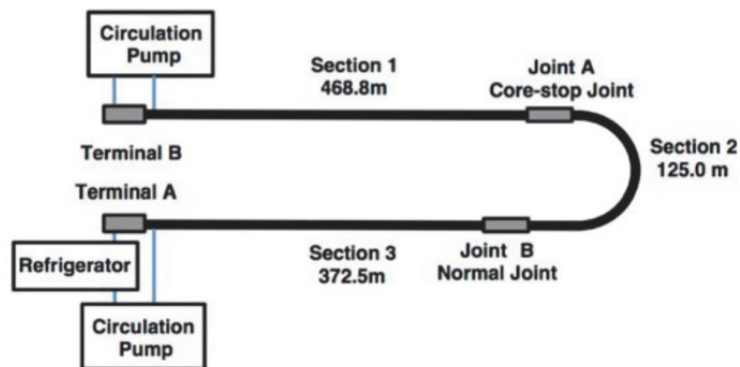 Circulation
Pump
Section 1
468.8m
Joint A
Core-stop Joint
Section 2
125.0 m
Terminal B
Terminal A
Refrigerator
Section 3
372.5m
Joint B
Normal Joint
Circulation
Pump